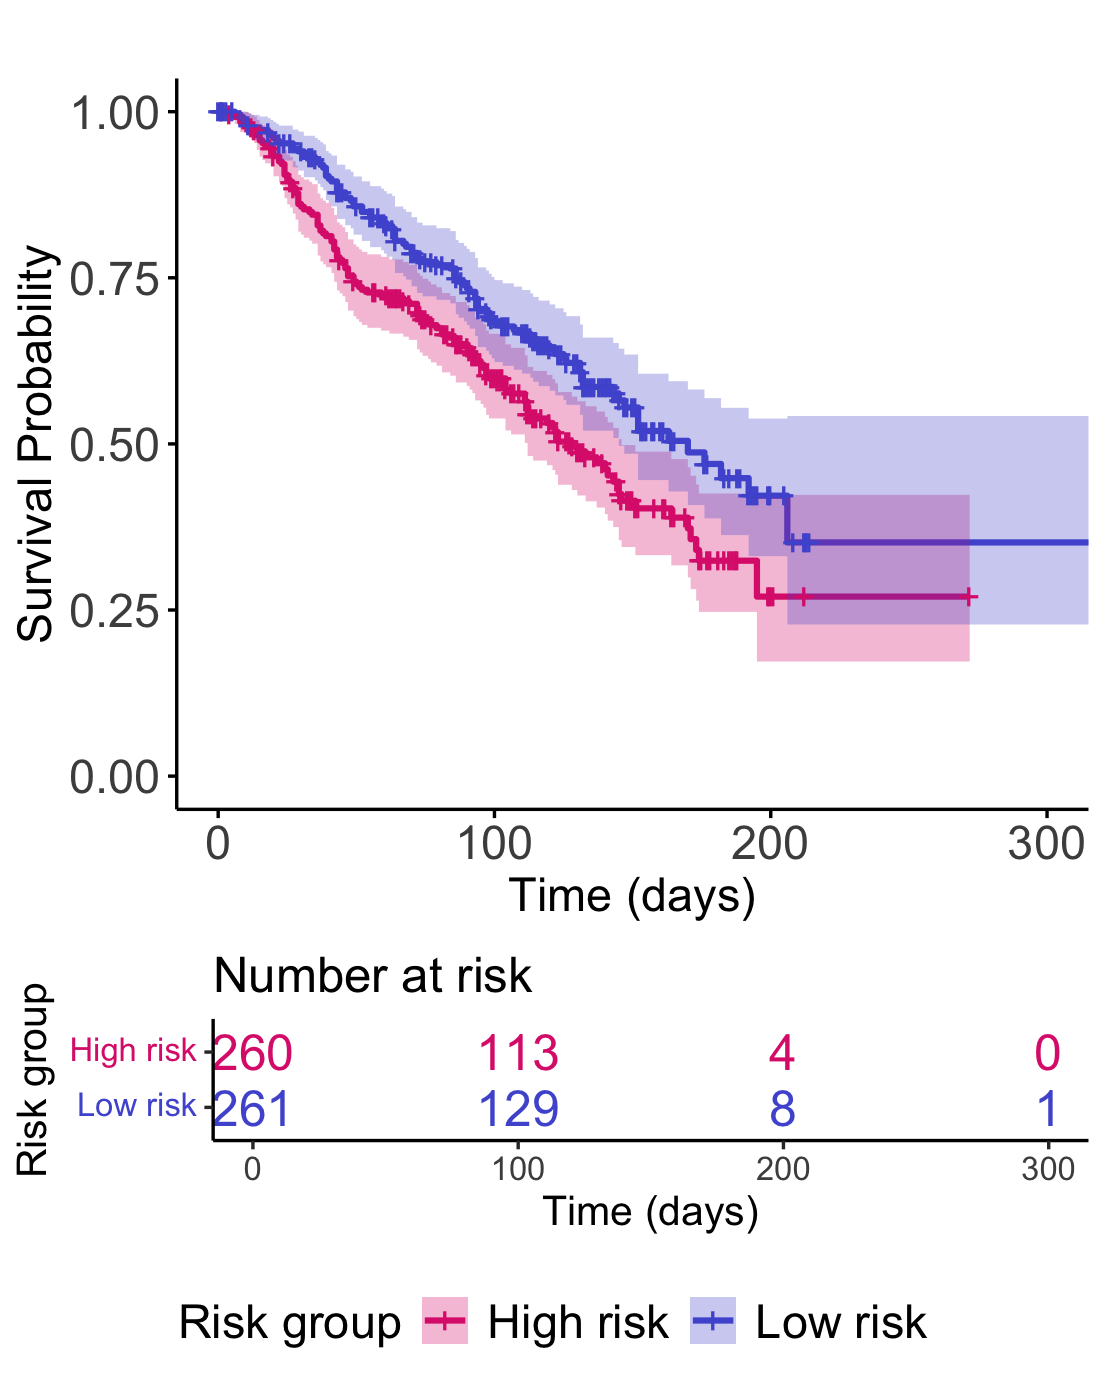 Survival Probability
1.00
0.75
0.50
0.25
0.00
0 100 200 300
Time (days)
Number at risk
Risk group
High risk 260 113 4 0
Low risk 261 129 8 1
0 100 200 300
Time (days)
Risk group High risk Low risk